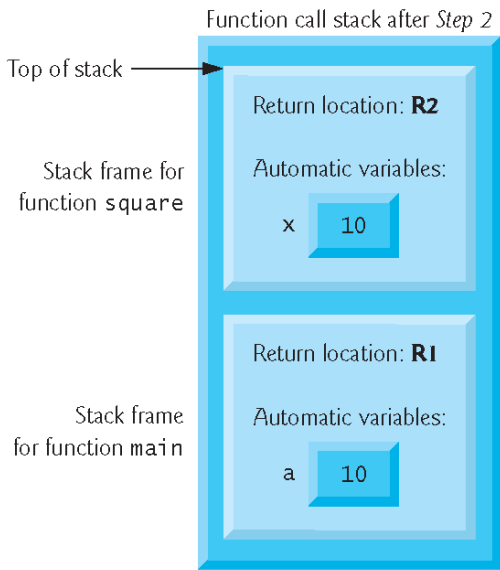 Function call stack after Step 2
Top of stack
Return location: R2
Stack frame for
function square
Automatic variables:
x 10
Return location: R1
Stack frame
for function main
Automatic variables:
a 10